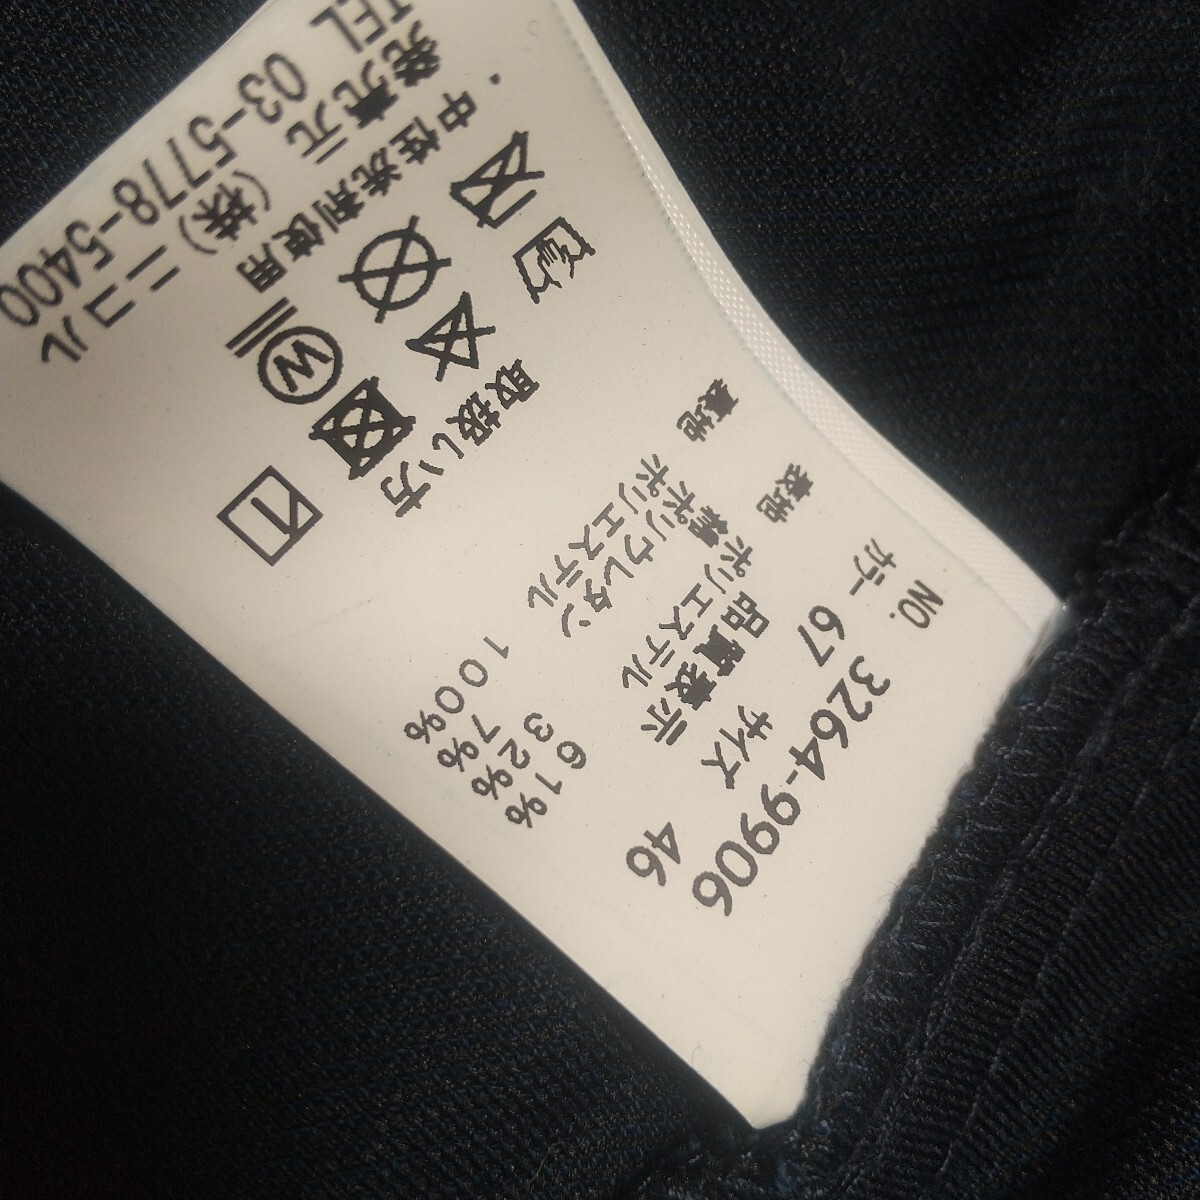 NO. 3264-9906
カラー 67 サイズ 46
品質表示
表地 ポリエステル 61%
綿 32%
ポリウレタン 7%
ポリエステル 100%
取扱い方
W
中性洗剤使用
発売元 (株) ニコル
TEL 03-5778-5400